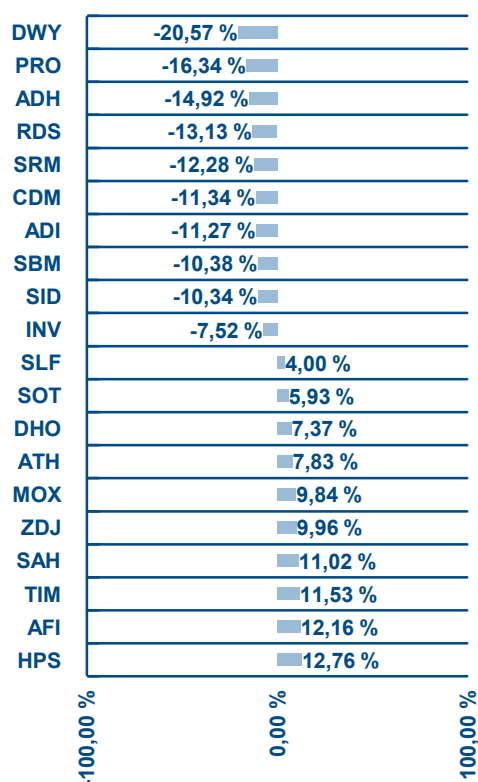 DWY -20,57 %
PRO -16,34 %
ADH -14,92 %
RDS -13,13 %
SRM -12,28 %
CDM -11,34 %
ADI -11,27 %
SBM -10,38 %
SID -10,34 %
INV -7,52 %
SLF 4,00 %
SOT 5,93 %
DHO 7,37 %
ATH 7,83 %
MOX 9,84 %
ZDJ 9,96 %
SAH 11,02 %
TIM 11,53 %
AFI 12,16 %
HPS 12,76 %
-100,00 %
0,00 %
100,00 %